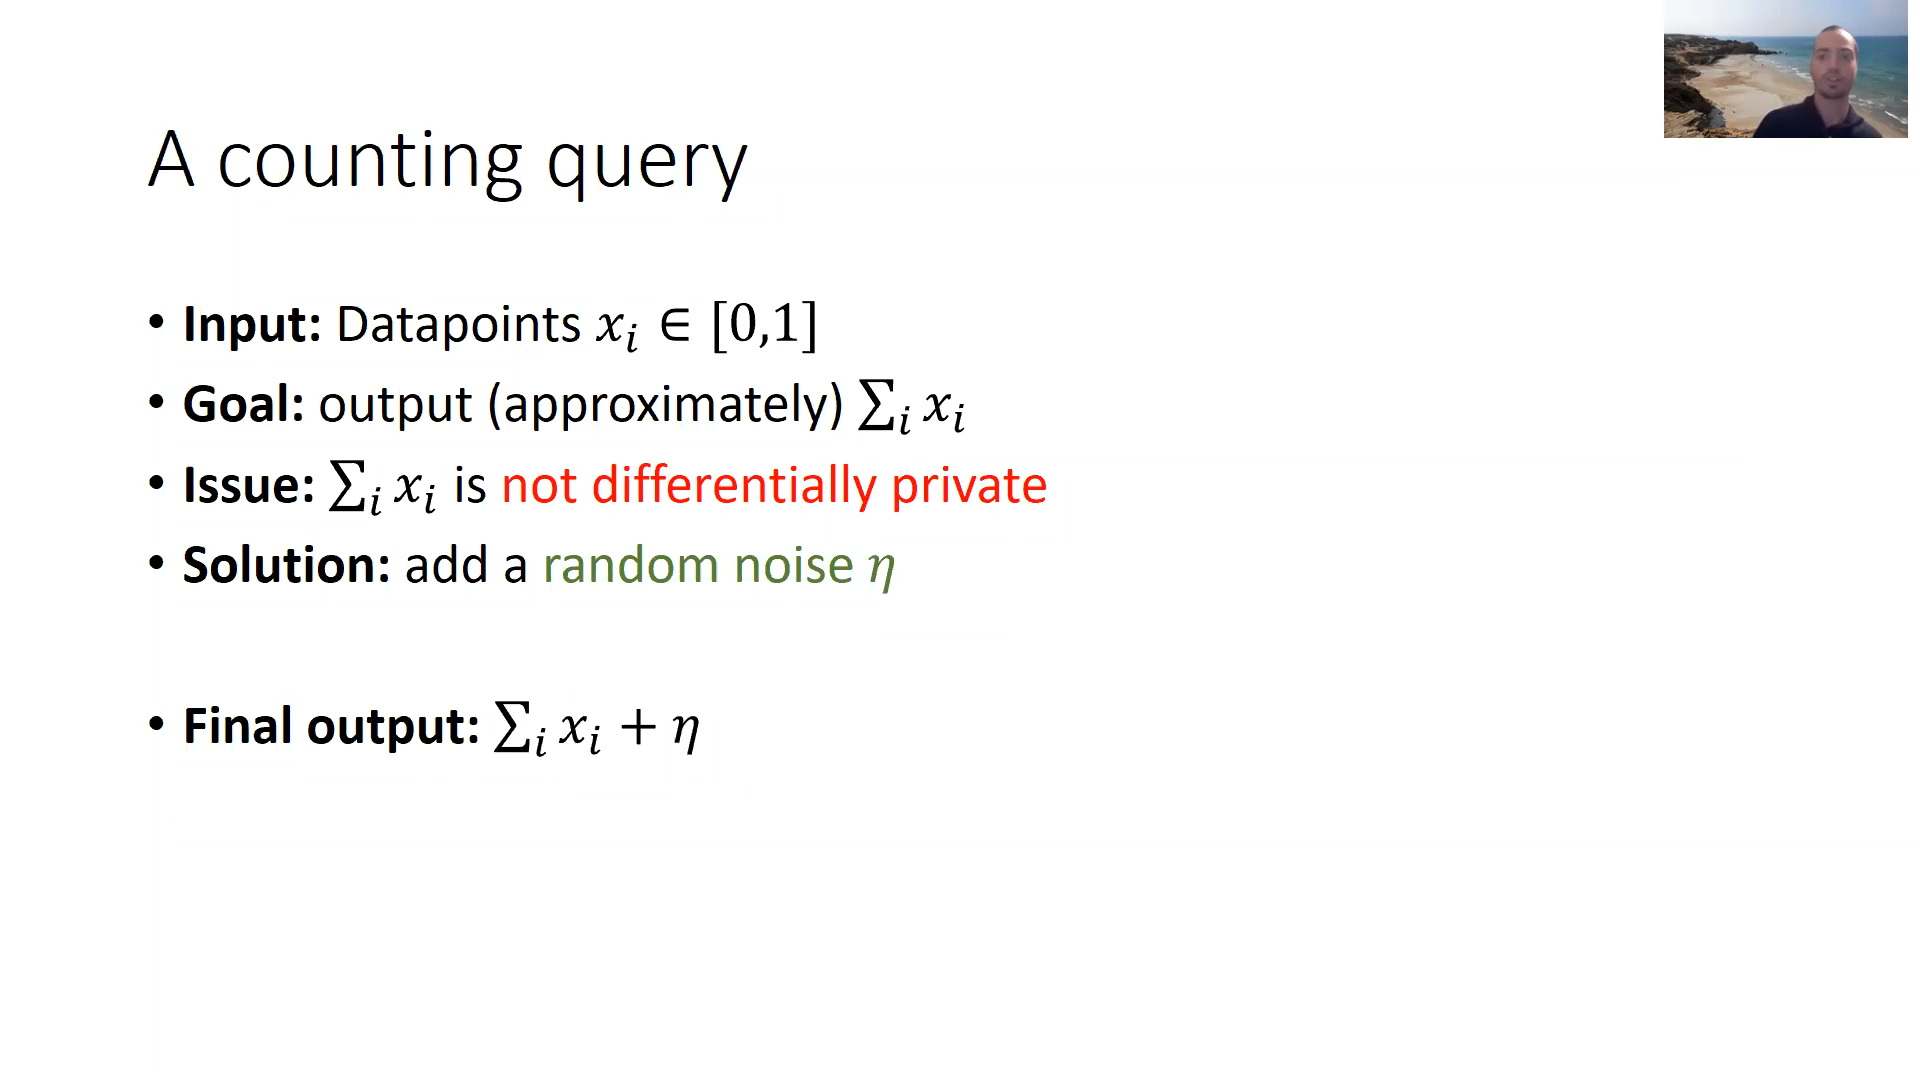 A counting query
• Input: Datapoints 𝑥ᵢ ∈ [0,1]
• Goal: output (approximately) ∑ᵢ 𝑥ᵢ
• Issue: ∑ᵢ 𝑥ᵢ is not differentially private
• Solution: add a random noise 𝜂
• Final output: ∑ᵢ 𝑥ᵢ + 𝜂